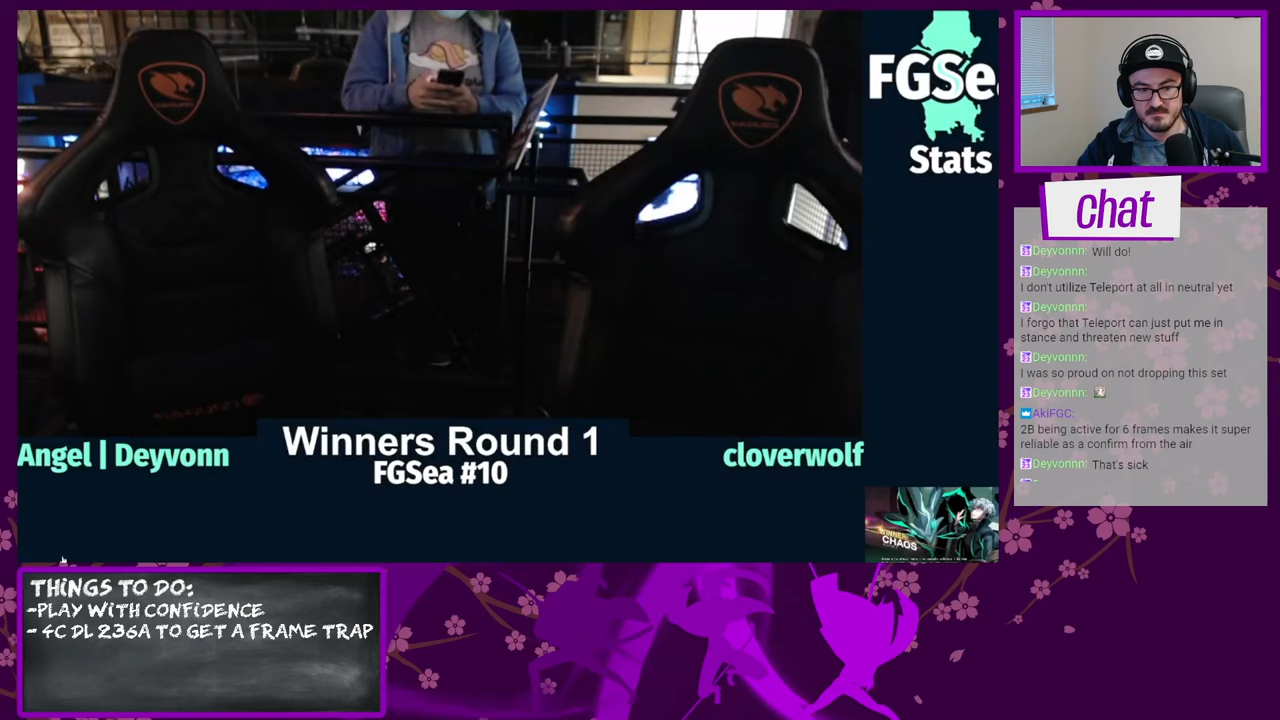 FGSe
Stats
Angel | Deyvonn
Winners Round 1
FGSea #10
cloverwolf
CHAOS
THINGS TO DO:
-PLAY WITH CONFIDENCE
- 4C DL 236A TO GET A FRAME TRAP
chat
Deyvonnn: Will do!
Deyvonnn:
I don't utilize Teleport at all in neutral yet
Deyvonnn:
I forgo that Teleport can just put me in
stance and threaten new stuff
Deyvonnn:
I was so proud on not dropping this set
Deyvonnn:
AkiFGC:
2B being active for 6 frames makes it super
reliable as a confirm from the air
Deyvonnn: That's sick